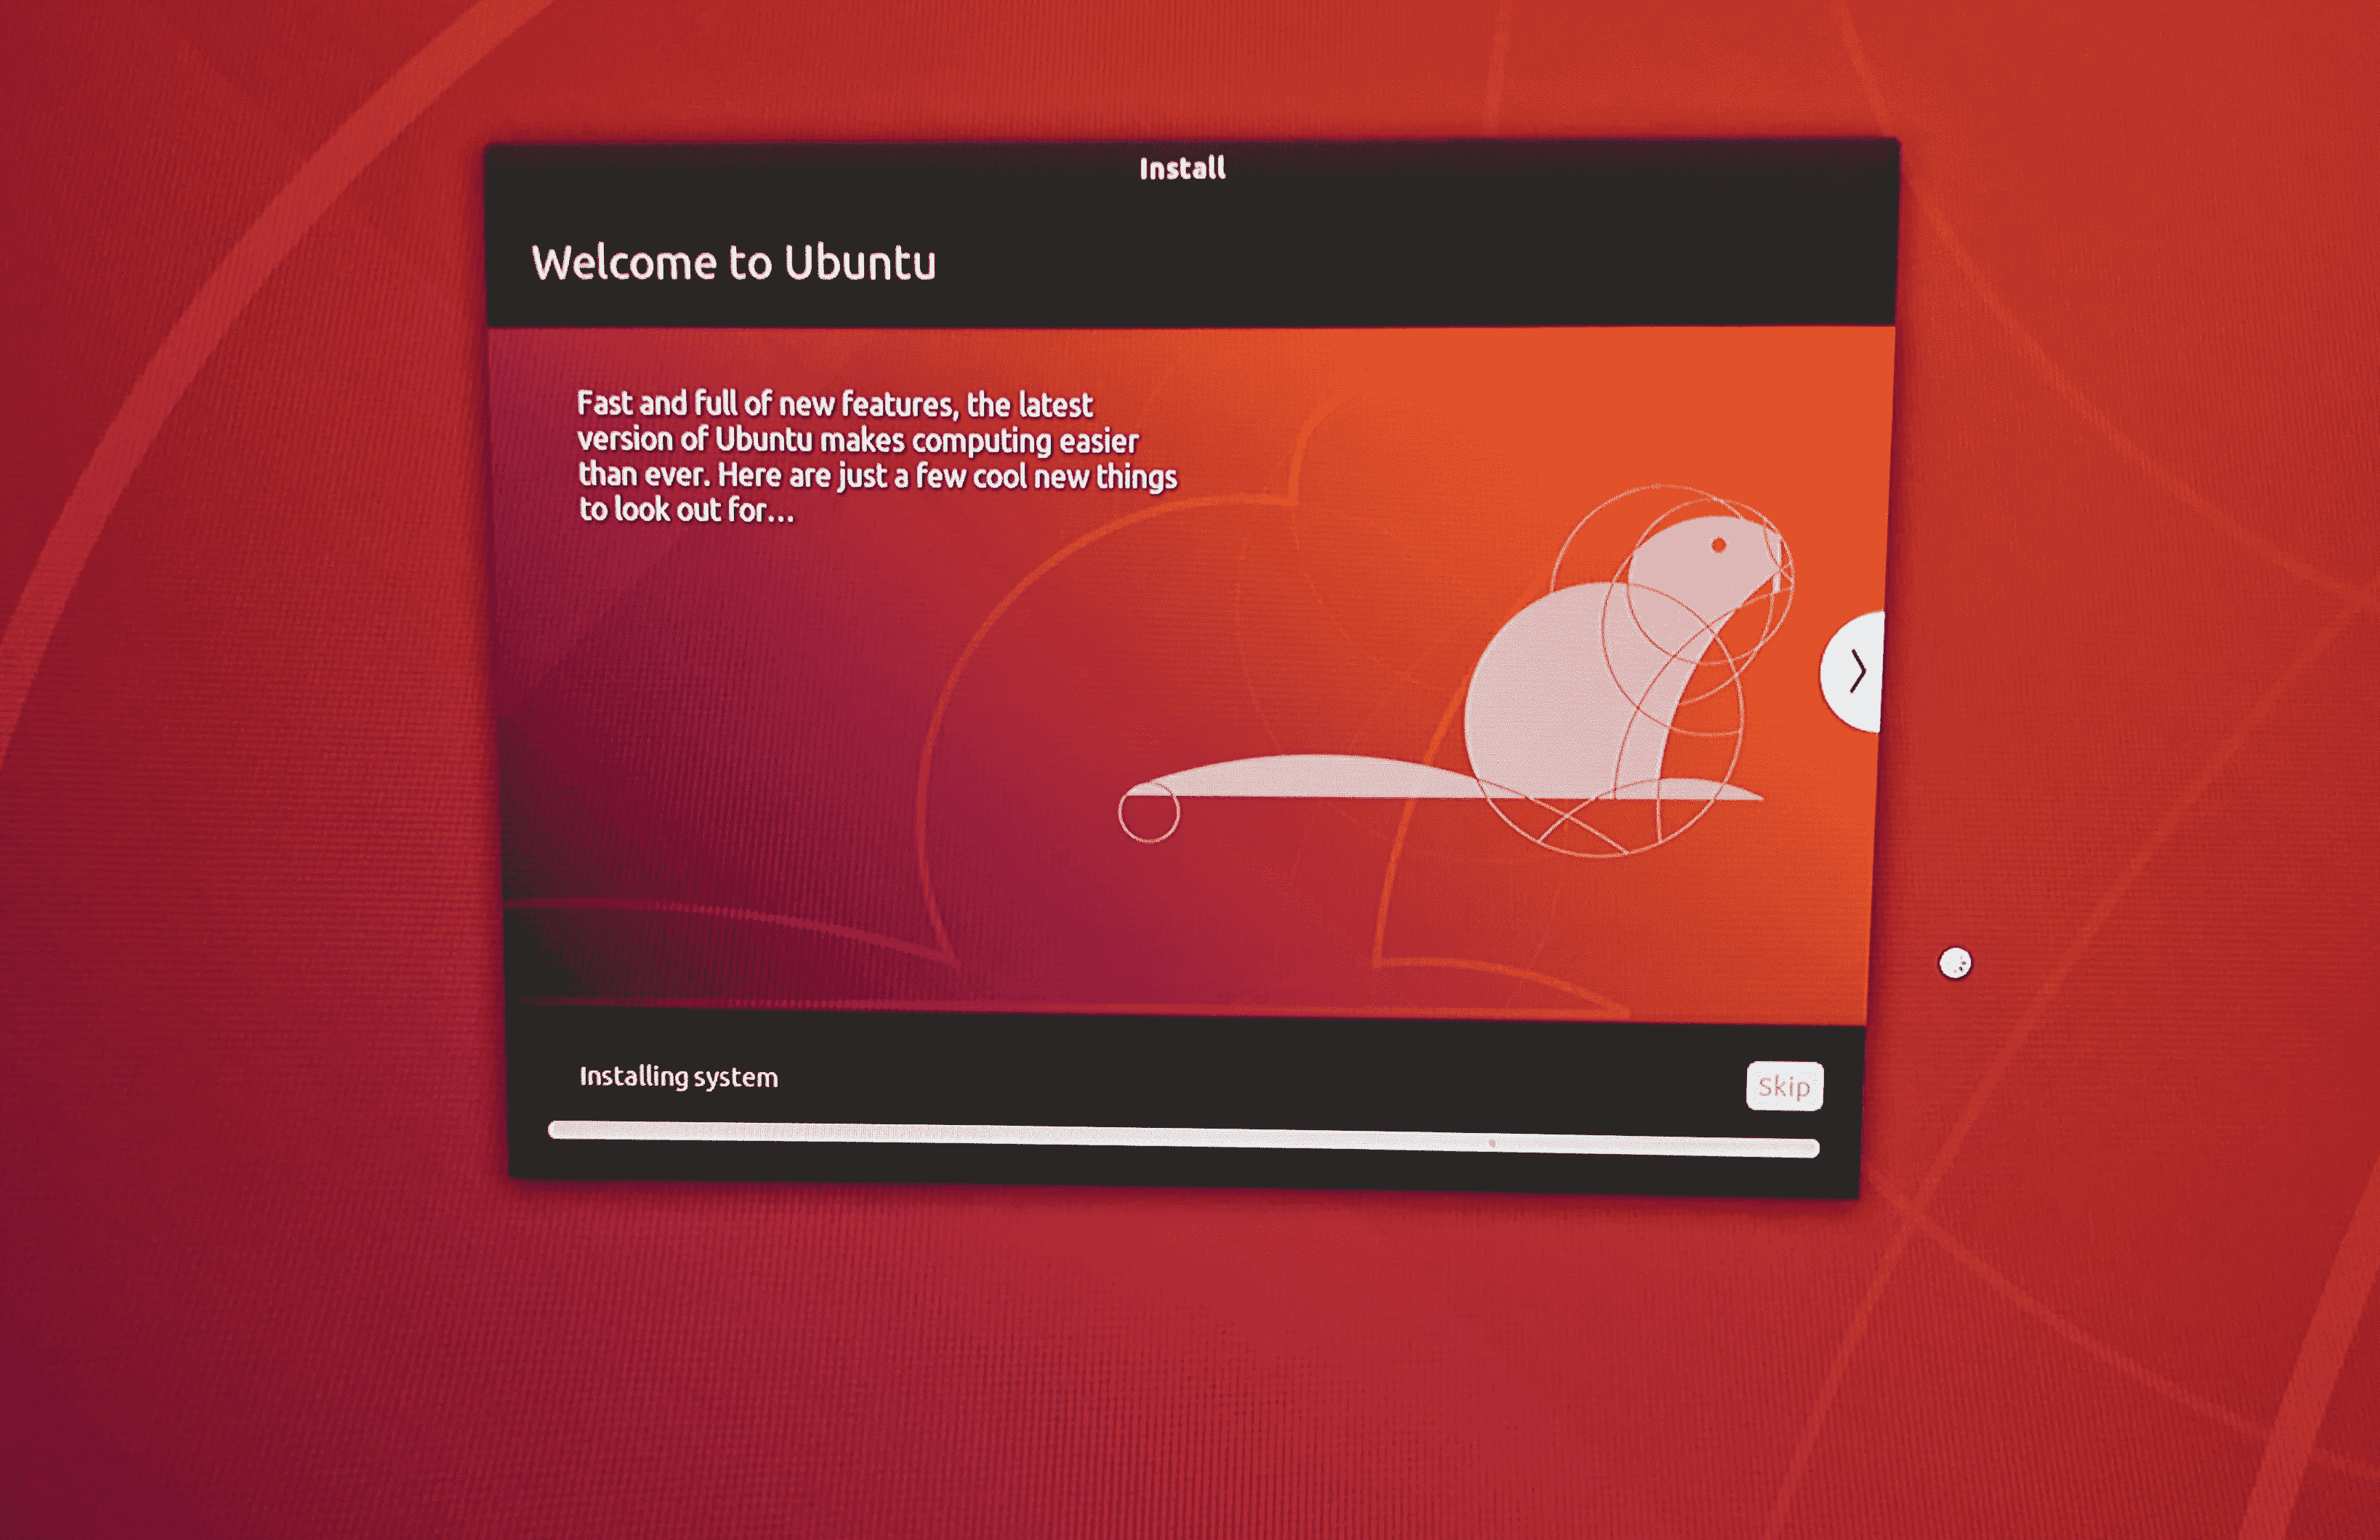 Install
Welcome to Ubuntu
Fast and full of new features, the latest
version of Ubuntu makes computing easier
than ever. Here are just a few cool new things
to look out for...
Installing system
Skip